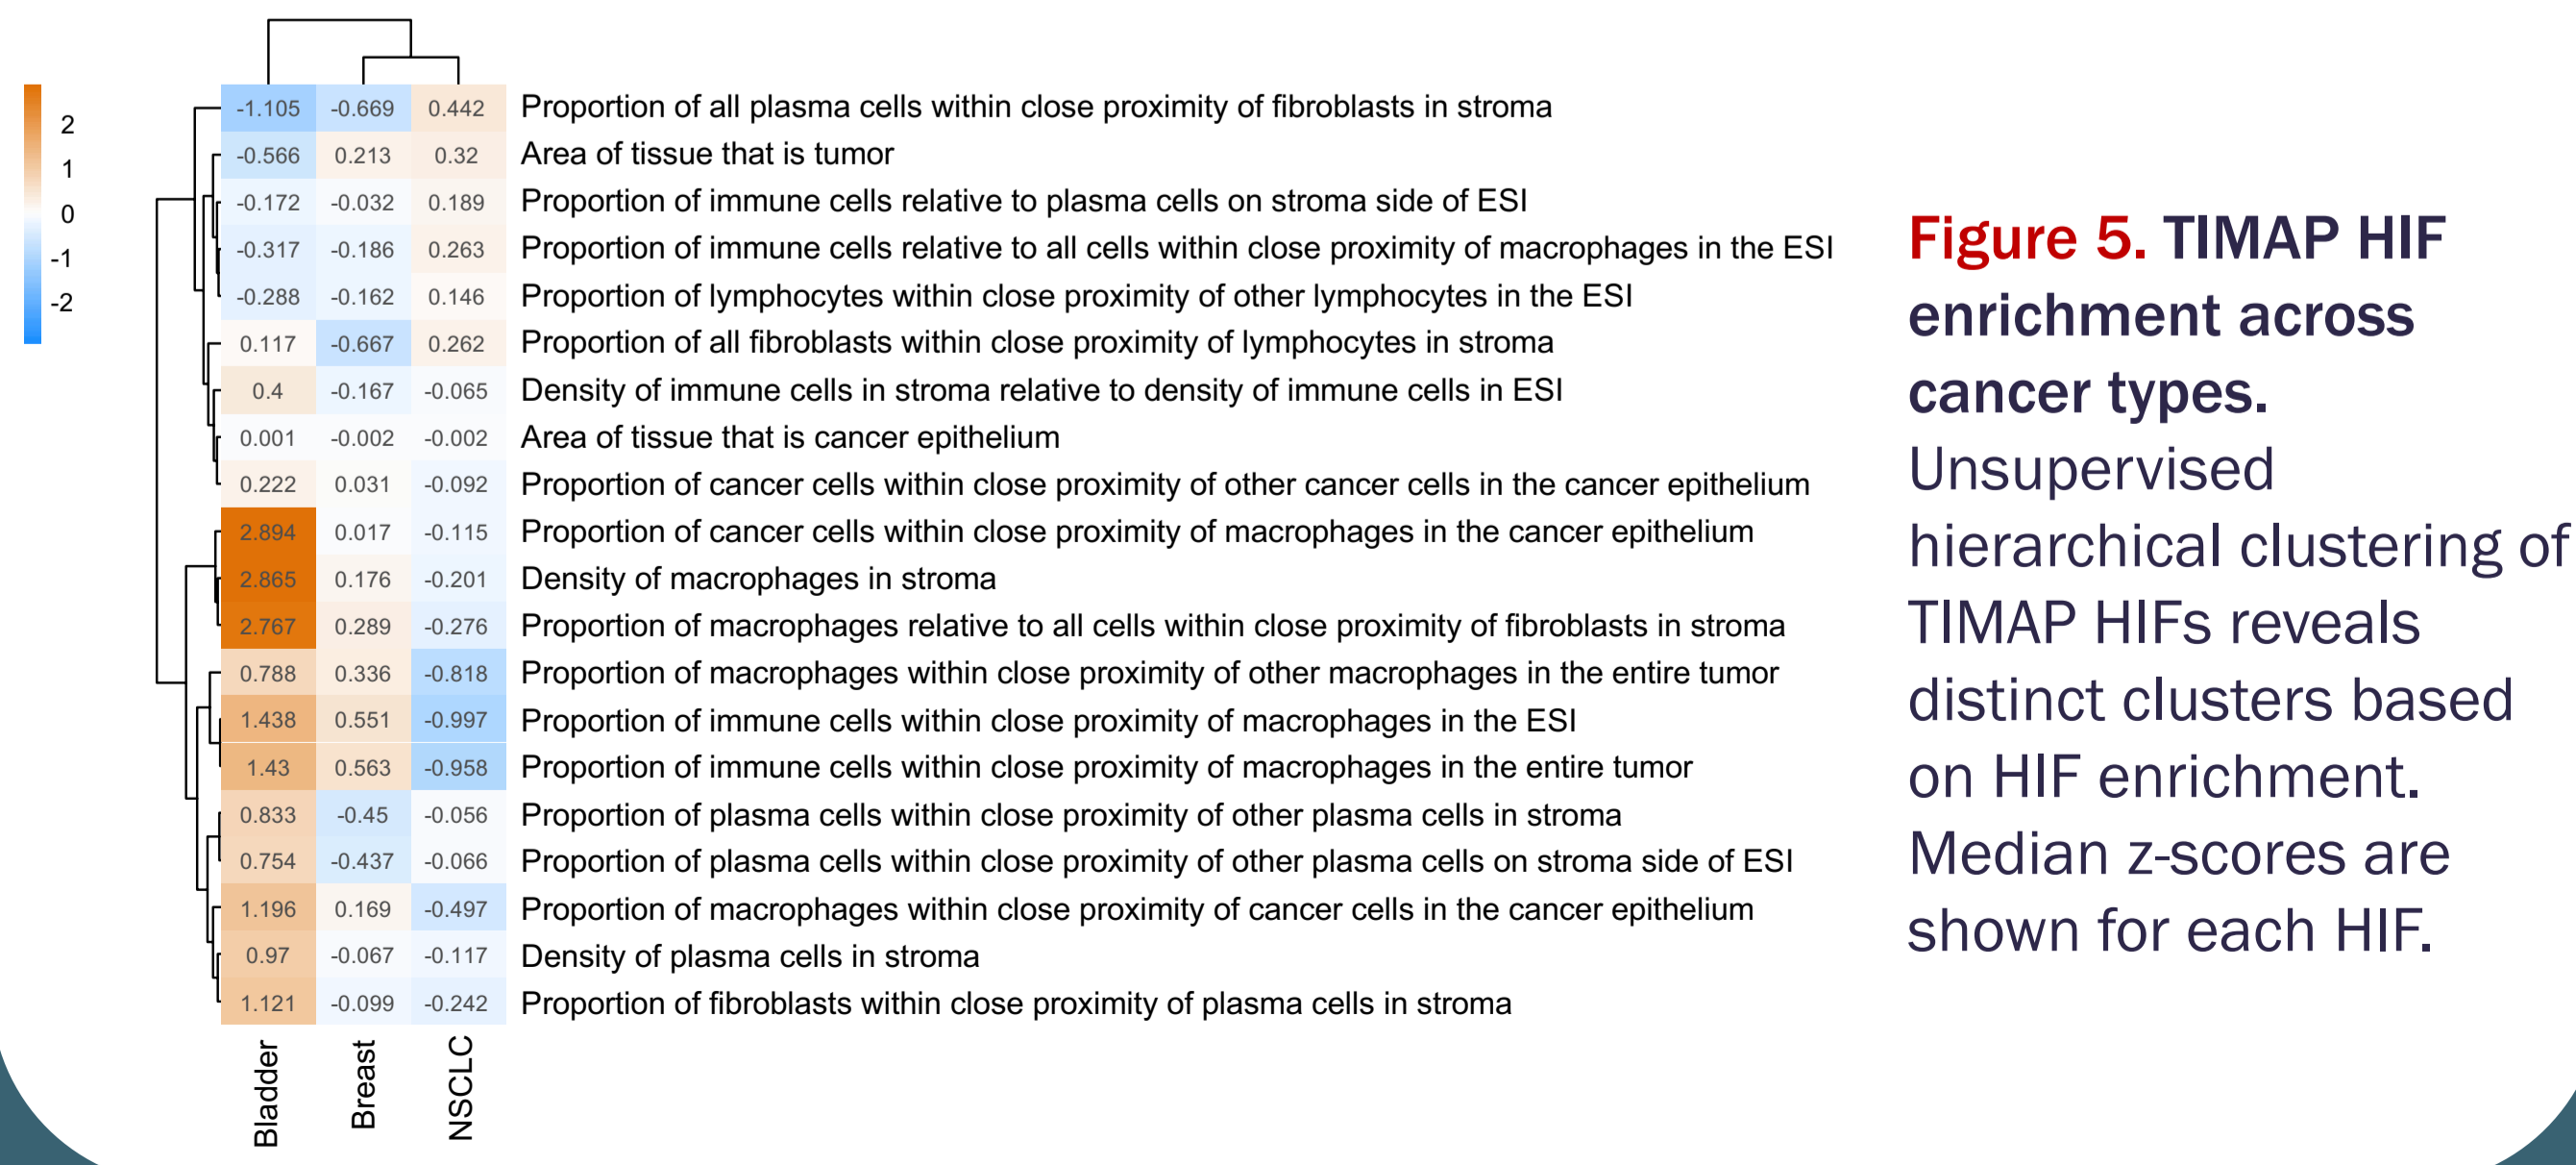 2
1
0
-1
-2
-1.105 -0.669 0.442 Proportion of all plasma cells within close proximity of fibroblasts in stroma
-0.566 0.213 0.32 Area of tissue that is tumor
-0.172 -0.032 0.189 Proportion of immune cells relative to plasma cells on stroma side of ESI
-0.317 -0.186 0.263 Proportion of immune cells relative to all cells within close proximity of macrophages in the ESI
-0.288 -0.162 0.146 Proportion of lymphocytes within close proximity of other lymphocytes in the ESI
0.117 -0.667 0.262 Proportion of all fibroblasts within close proximity of lymphocytes in stroma
0.4 -0.167 -0.065 Density of immune cells in stroma relative to density of immune cells in ESI
0.001 -0.002 -0.002 Area of tissue that is cancer epithelium
0.222 0.031 -0.092 Proportion of cancer cells within close proximity of other cancer cells in the cancer epithelium
2.894 0.017 -0.115 Proportion of cancer cells within close proximity of macrophages in the cancer epithelium
2.865 0.176 -0.201 Density of macrophages in stroma
2.767 0.289 -0.276 Proportion of macrophages relative to all cells within close proximity of fibroblasts in stroma
0.788 0.336 -0.818 Proportion of macrophages within close proximity of other macrophages in the entire tumor
1.438 0.551 -0.997 Proportion of immune cells within close proximity of macrophages in the ESI
1.43 0.563 -0.958 Proportion of immune cells within close proximity of macrophages in the entire tumor
0.833 -0.45 -0.056 Proportion of plasma cells within close proximity of other plasma cells in stroma
0.754 -0.437 -0.066 Proportion of plasma cells within close proximity of other plasma cells on stroma side of ESI
1.196 0.169 -0.497 Proportion of macrophages within close proximity of cancer cells in the cancer epithelium
0.97 -0.067 -0.117 Density of plasma cells in stroma
1.121 -0.099 -0.242 Proportion of fibroblasts within close proximity of plasma cells in stroma
Bladder Breast NSCLC
Figure 5. TIMAP HIF
enrichment across
cancer types.
Unsupervised
hierarchical clustering of
TIMAP HIFs reveals
distinct clusters based
on HIF enrichment.
Median z-scores are
shown for each HIF.